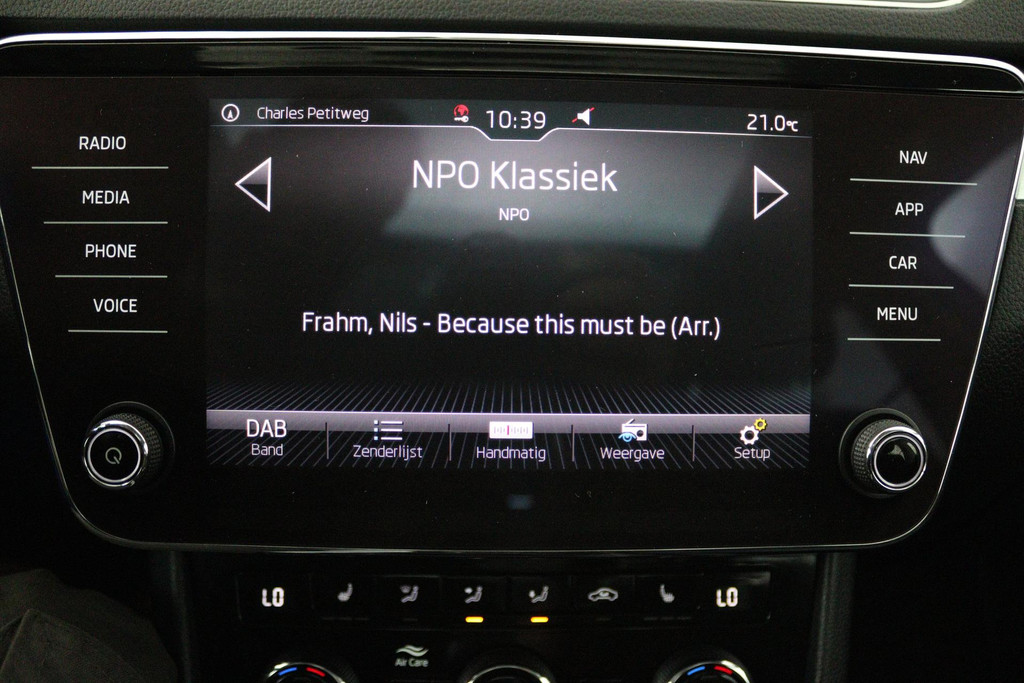 Charles Petitweg
10:39
21.0°C
RADIO
MEDIA
PHONE
VOICE
NPO Klassiek
NPO
Frahm, Nils - Because this must be (Arr.)
DAB
Band
Zenderlijst
Handmatig
Weergave
Setup
NAV
APP
CAR
MENU
LO
LO
Air Care